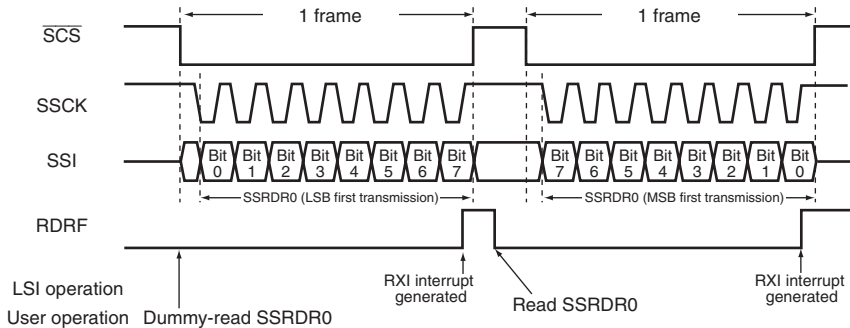 1 frame 1 frame
SCS
SSCK
SSI Bit 0 Bit 1 Bit 2 Bit 3 Bit 4 Bit 5 Bit 6 Bit 7 Bit 7 Bit 6 Bit 5 Bit 4 Bit 3 Bit 2 Bit 1 Bit 0
SSRDR0 (LSB first transmission) SSRDR0 (MSB first transmission)
RDRF
LSI operation RXI interrupt generated RXI interrupt generated
User operation Dummy-read SSRDR0 Read SSRDR0